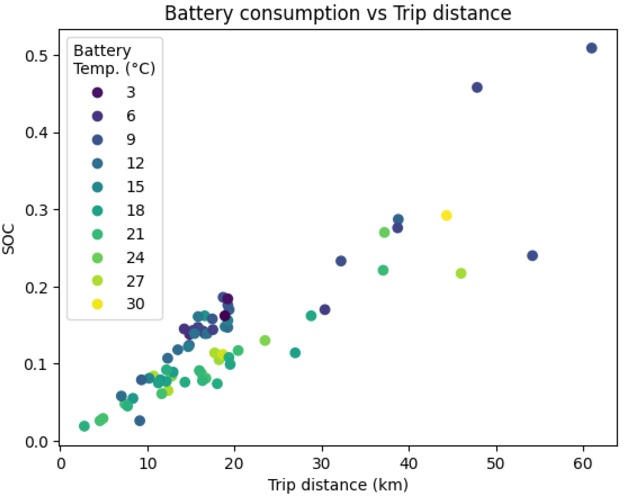 Battery consumption vs Trip distance
Battery
Temp. (°C)
3
6
9
12
15
18
21
24
27
30
SOC
0.5
0.4
0.3
0.2
0.1
0.0
0 10 20 30 40 50 60
Trip distance (km)